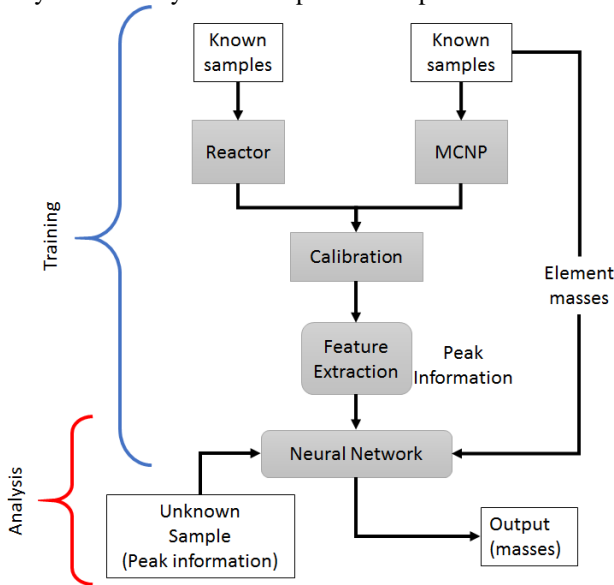 Known
samples
Known
samples
Reactor
MCNP
Calibration
Training
Element
masses
Feature
Extraction
Peak
Information
Neural Network
Analysis
Unknown
Sample
(Peak information)
Output
(masses)